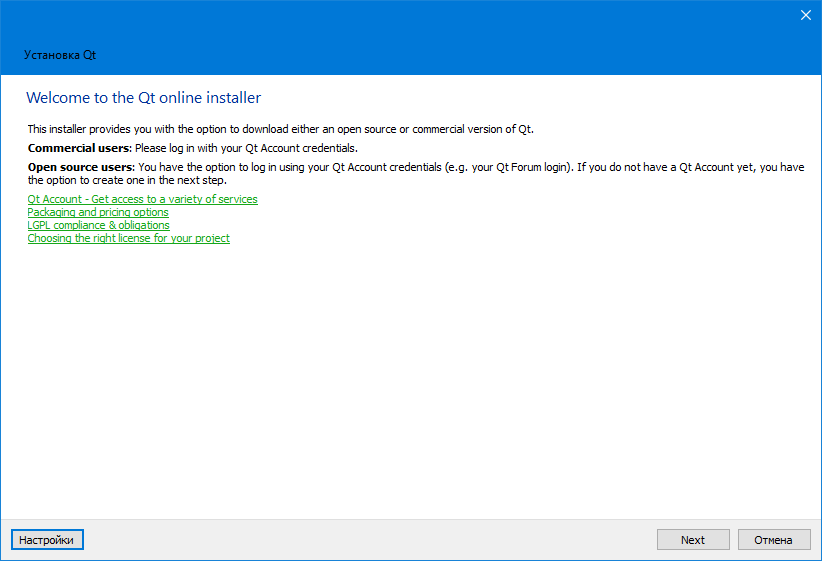 Установка Qt
Welcome to the Qt online installer
This installer provides you with the option to download either an open source or commercial version of Qt.
Commercial users: Please log in with your Qt Account credentials.
Open source users: You have the option to log in using your Qt Account credentials (e.g. your Qt Forum login). If you do not have a Qt Account yet, you have
the option to create one in the next step.
Qt Account - Get access to a variety of services
Packaging and pricing options
LGPL compliance & obligations
Choosing the right license for your project
Настройки Next Отмена